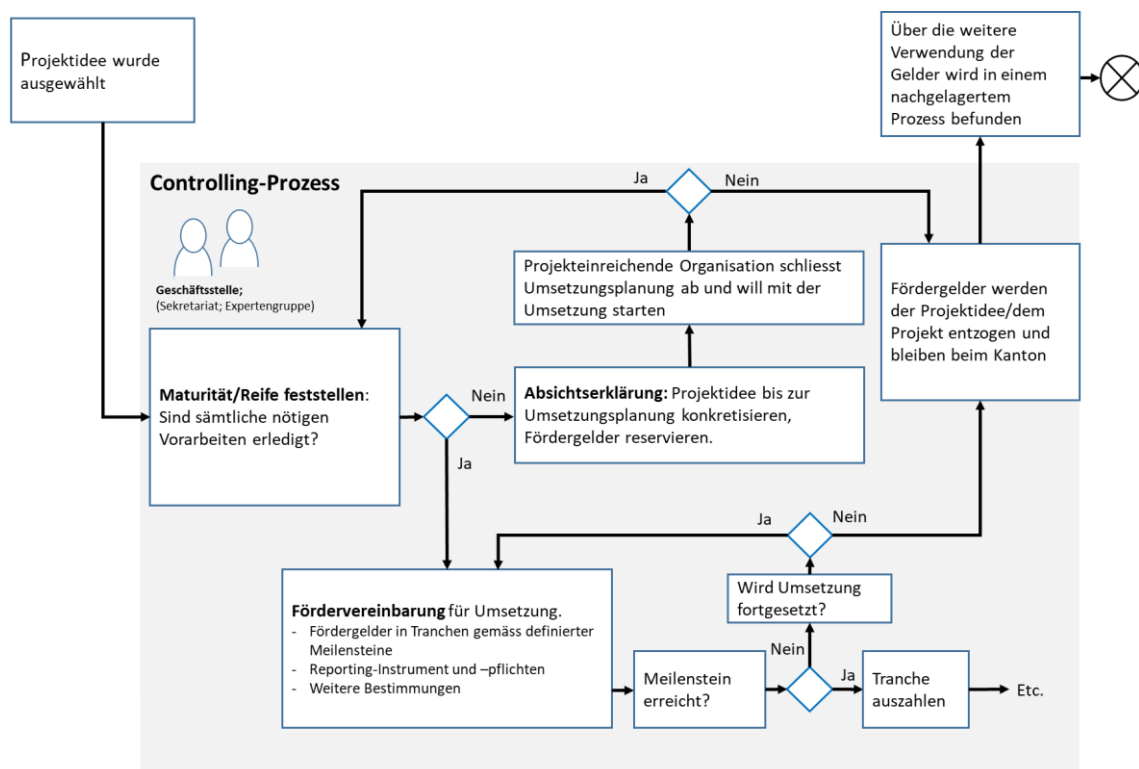 Projektidee wurde
ausgewählt
Über die weitere
Verwendung der
Gelder wird in einem
nachgelagertem
Prozess befunden
Controlling-Prozess
Ja
Nein
Geschäftsstelle;
(Sekretariat; Expertengruppe)
Projekteinreichende Organisation schliesst
Umsetzungsplanung ab und will mit der
Umsetzung starten
Fördergelder werden
der Projektidee/dem
Projekt entzogen und
bleiben beim Kanton
Maturität/Reife feststellen:
Sind sämtliche nötigen
Vorarbeiten erledigt?
Nein
Ja
Absichtserklärung: Projektidee bis zur
Umsetzungsplanung konkretisieren,
Fördergelder reservieren.
Ja
Nein
Wird Umsetzung
fortgesetzt?
Fördervereinbarung für Umsetzung.
- Fördergelder in Tranchen gemäss definierter
Meilensteine
- Reporting-Instrument und –pflichten
- Weitere Bestimmungen
Meilenstein
erreicht?
Nein
Ja
Tranche
auszahlen
Etc.